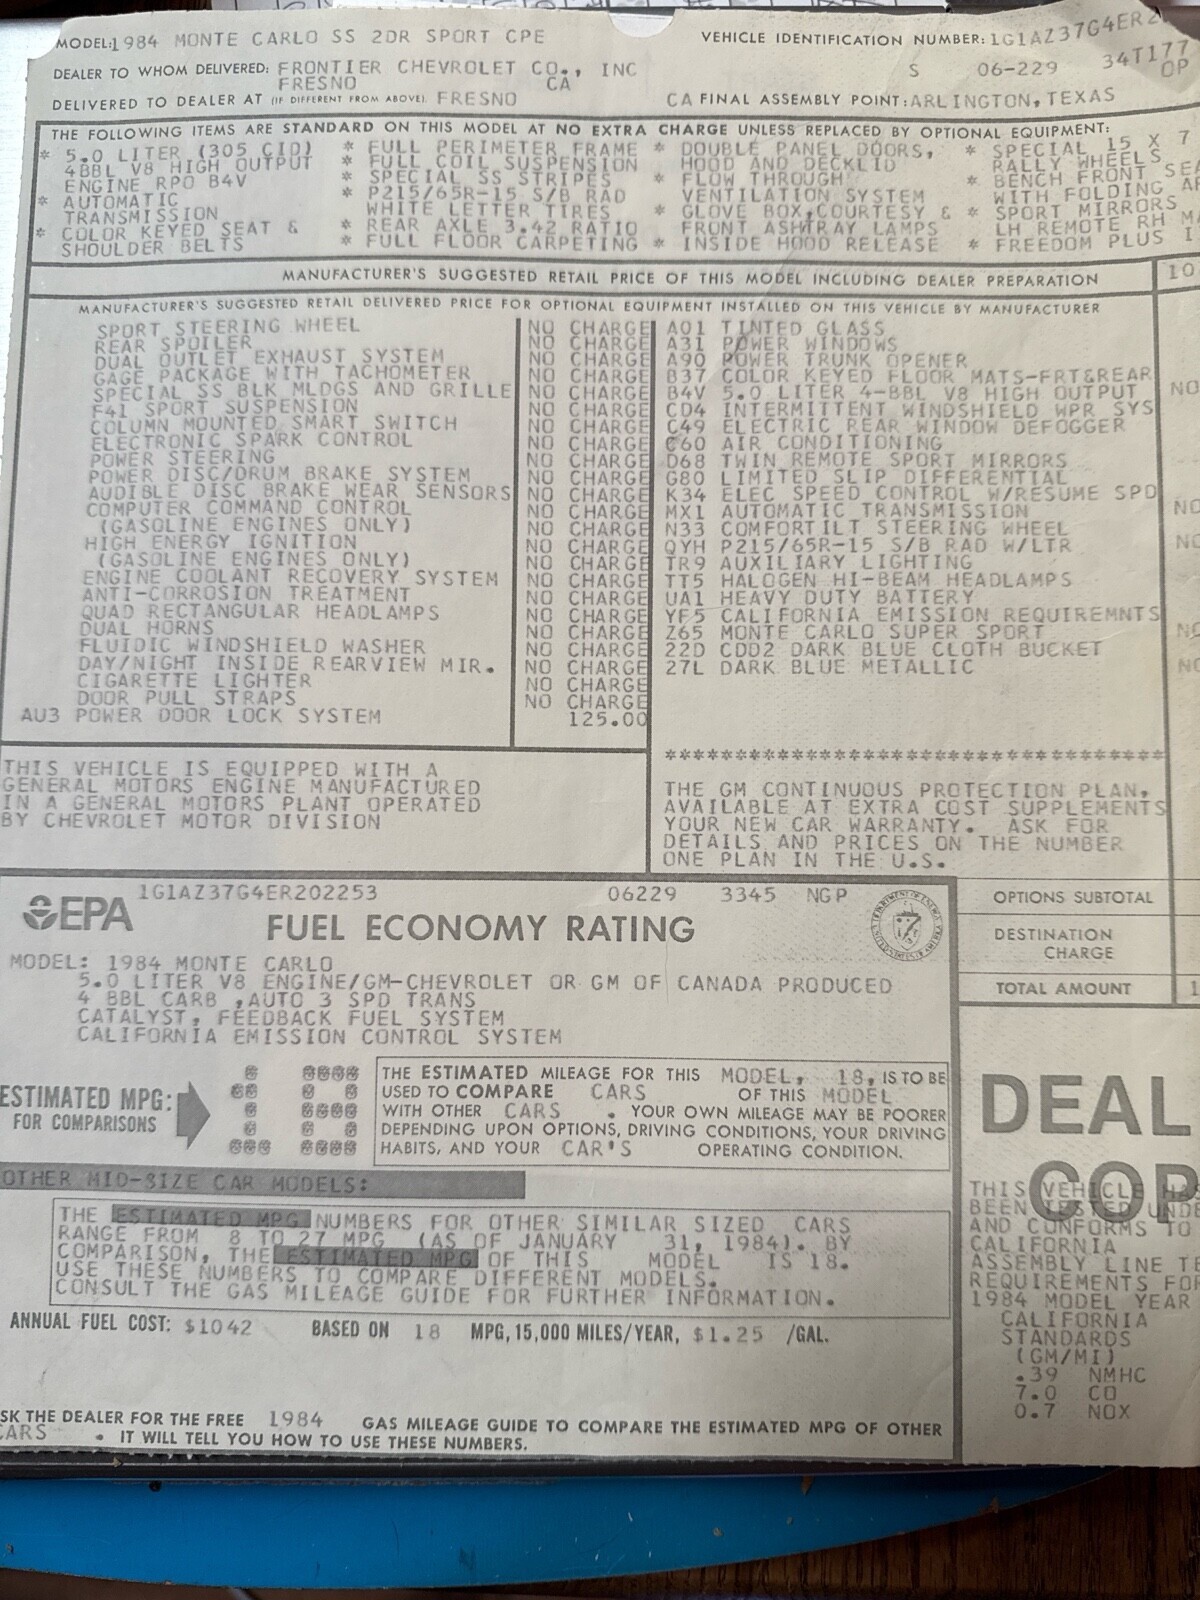 MODEL: 1984 MONTE CARLO SS 2DR SPORT CPE
VEHICLE IDENTIFICATION NUMBER: 1G1AZ37G4ER2
DEALER TO WHOM DELIVERED: FRONTIER CHEVROLET CO., INC
S 06-229 34T177
FRESNO CA
OP
DELIVERED TO DEALER AT (IF DIFFERENT FROM ABOVE). FRESNO CA
FINAL ASSEMBLY POINT: ARLINGTON, TEXAS
THE FOLLOWING ITEMS ARE STANDARD ON THIS MODEL AT NO EXTRA CHARGE UNLESS REPLACED BY OPTIONAL EQUIPMENT:
* 5.0 LITER (305 CID)
4BBL V8 HIGH OUTPUT
ENGINE RPO B4V
* AUTOMATIC
TRANSMISSION
* COLOR KEYED SEAT &
SHOULDER BELTS
* FULL PERIMETER FRAME
* FULL COIL SUSPENSION
* SPECIAL SS STRIPES
* P215/65R-15 S/B RAD
WHITE LETTER TIRES
* REAR AXLE 3.42 RATIO
* FULL FLOOR CARPETING
* DOUBLE PANEL DOORS,
HOOD AND DECKLID
* FLOW THROUGH
VENTILATION SYSTEM
* GLOVE BOX,COURTESY &
FRONT ASHTRAY LAMPS
* INSIDE HOOD RELEASE
* SPECIAL 15 X 7
RALLY WHEELS
* BENCH FRONT SEA
WITH FOLDING AR
* SPORT MIRRORS
LH REMOTE RH M
* FREEDOM PLUS I
MANUFACTURER'S SUGGESTED RETAIL PRICE OF THIS MODEL INCLUDING DEALER PREPARATION 10
MANUFACTURER'S SUGGESTED RETAIL DELIVERED PRICE FOR OPTIONAL EQUIPMENT INSTALLED ON THIS VEHICLE BY MANUFACTURER
SPORT STEERING WHEEL NO CHARGE
REAR SPOILER NO CHARGE
DUAL OUTLET EXHAUST SYSTEM NO CHARGE
GAGE PACKAGE WITH TACHOMETER NO CHARGE
SPECIAL SS BLK MLDGS AND GRILLE NO CHARGE
F41 SPORT SUSPENSION NO CHARGE
COLUMN MOUNTED SMART SWITCH NO CHARGE
ELECTRONIC SPARK CONTROL NO CHARGE
POWER STEERING NO CHARGE
POWER DISC/DRUM BRAKE SYSTEM NO CHARGE
AUDIBLE DISC BRAKE WEAR SENSORS NO CHARGE
COMPUTER COMMAND CONTROL NO CHARGE
(GASOLINE ENGINES ONLY) NO CHARGE
HIGH ENERGY IGNITION NO CHARGE
(GASOLINE ENGINES ONLY) NO CHARGE
ENGINE COOLANT RECOVERY SYSTEM NO CHARGE
ANTI-CORROSION TREATMENT NO CHARGE
QUAD RECTANGULAR HEADLAMPS NO CHARGE
DUAL HORNS NO CHARGE
FLUIDIC WINDSHIELD WASHER NO CHARGE
DAY/NIGHT INSIDE REARVIEW MIR. NO CHARGE
CIGARETTE LIGHTER NO CHARGE
DOOR PULL STRAPS NO CHARGE
AU3 POWER DOOR LOCK SYSTEM 125.00
A01 TINTED GLASS
A31 POWER WINDOWS
A90 POWER TRUNK OPENER
B37 COLOR KEYED FLOOR MATS-FRT&REAR
B4V 5.0 LITER 4-BBL V8 HIGH OUTPUT NO
CD4 INTERMITTENT WINDSHIELD WPR SYS
C49 ELECTRIC REAR WINDOW DEFOGGER
C60 AIR CONDITIONING
D68 TWIN REMOTE SPORT MIRRORS
G80 LIMITED SLIP DIFFERENTIAL
K34 ELEC SPEED CONTROL W/RESUME SPD
MX1 AUTOMATIC TRANSMISSION NO
N33 COMFORTILT STEERING WHEEL
QYH P215/65R-15 S/B RAD W/LTR NO
TR9 AUXILIARY LIGHTING
TT5 HALOGEN HI-BEAM HEADLAMPS
UA1 HEAVY DUTY BATTERY
YF5 CALIFORNIA EMISSION REQUIREMNTS
Z65 MONTE CARLO SUPER SPORT NO
22D CDD2 DARK BLUE CLOTH BUCKET
27L DARK BLUE METALLIC NO
***********************************
THIS VEHICLE IS EQUIPPED WITH A
GENERAL MOTORS ENGINE MANUFACTURED
IN A GENERAL MOTORS PLANT OPERATED
BY CHEVROLET MOTOR DIVISION
THE GM CONTINUOUS PROTECTION PLAN,
AVAILABLE AT EXTRA COST SUPPLEMENTS
YOUR NEW CAR WARRANTY. ASK FOR
DETAILS AND PRICES ON THE NUMBER
ONE PLAN IN THE U.S.
OPTIONS SUBTOTAL
DESTINATION
CHARGE
TOTAL AMOUNT 1
1G1AZ37G4ER202253 06229 3345 NGP
EPA
FUEL ECONOMY RATING
MODEL: 1984 MONTE CARLO
5.0 LITER V8 ENGINE/GM-CHEVROLET OR GM OF CANADA PRODUCED
4 BBL CARB ,AUTO 3 SPD TRANS
CATALYST, FEEDBACK FUEL SYSTEM
CALIFORNIA EMISSION CONTROL SYSTEM
ESTIMATED MPG:
FOR COMPARISONS
18
THE ESTIMATED MILEAGE FOR THIS MODEL, 18, IS TO BE
USED TO COMPARE CARS OF THIS MODEL
WITH OTHER CARS . YOUR OWN MILEAGE MAY BE POORER
DEPENDING UPON OPTIONS, DRIVING CONDITIONS, YOUR DRIVING
HABITS, AND YOUR CAR'S OPERATING CONDITION.
OTHER MID-SIZE CAR MODELS:
THE ESTIMATED MPG NUMBERS FOR OTHER SIMILAR SIZED CARS
RANGE FROM 8 TO 27 MPG (AS OF JANUARY 31, 1984). BY
COMPARISON, THE ESTIMATED MPG OF THIS MODEL IS 18.
USE THESE NUMBERS TO COMPARE DIFFERENT MODELS.
CONSULT THE GAS MILEAGE GUIDE FOR FURTHER INFORMATION.
ANNUAL FUEL COST: $1042 BASED ON 18 MPG, 15,000 MILES/YEAR, $1.25 /GAL.
SK THE DEALER FOR THE FREE 1984 GAS MILEAGE GUIDE TO COMPARE THE ESTIMATED MPG OF OTHER
CARS . IT WILL TELL YOU HOW TO USE THESE NUMBERS.
DEAL
COP
THIS VEHICLE HAS
BEEN TESTED UNDE
AND CONFORMS TO
CALIFORNIA
ASSEMBLY LINE TE
REQUIREMENTS FOR
1984 MODEL YEAR
CALIFORNIA
STANDARDS
(GM/MI)
.39 NMHC
7.0 CO
0.7 NOX